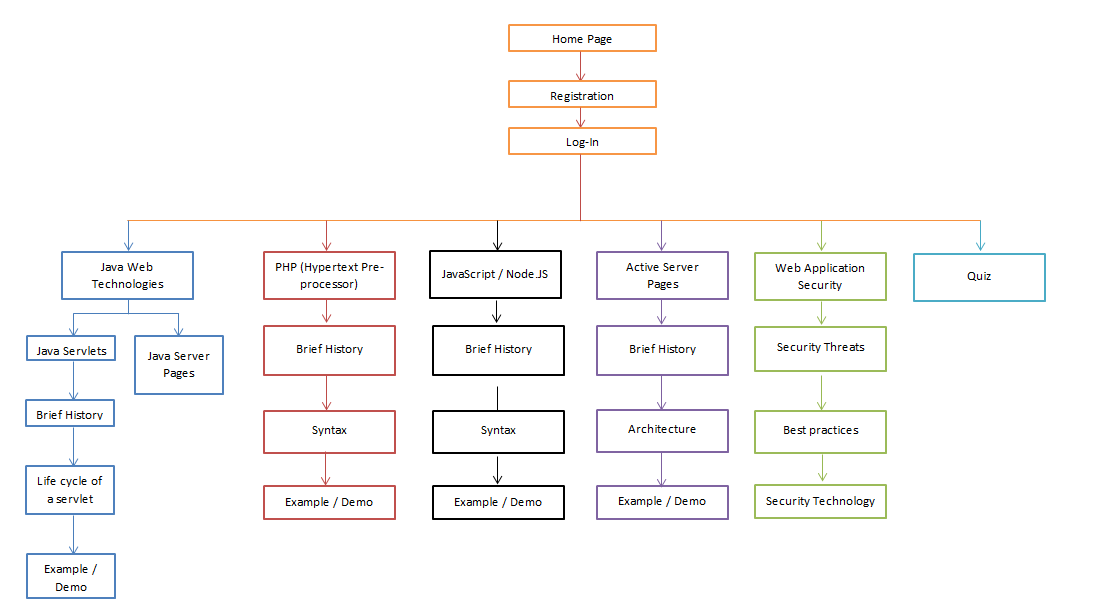 Home Page
Registration
Log-In
Java Web
Technologies
PHP (Hypertext Pre-
processor)
JavaScript / Node.JS
Active Server
Pages
Web Application
Security
Quiz
Java Servlets
Java Server
Pages
Brief History
Brief History
Brief History
Security Threats
Brief History
Syntax
Syntax
Architecture
Best practices
Life cycle of
a servlet
Example / Demo
Example / Demo
Example / Demo
Security Technology
Example /
Demo